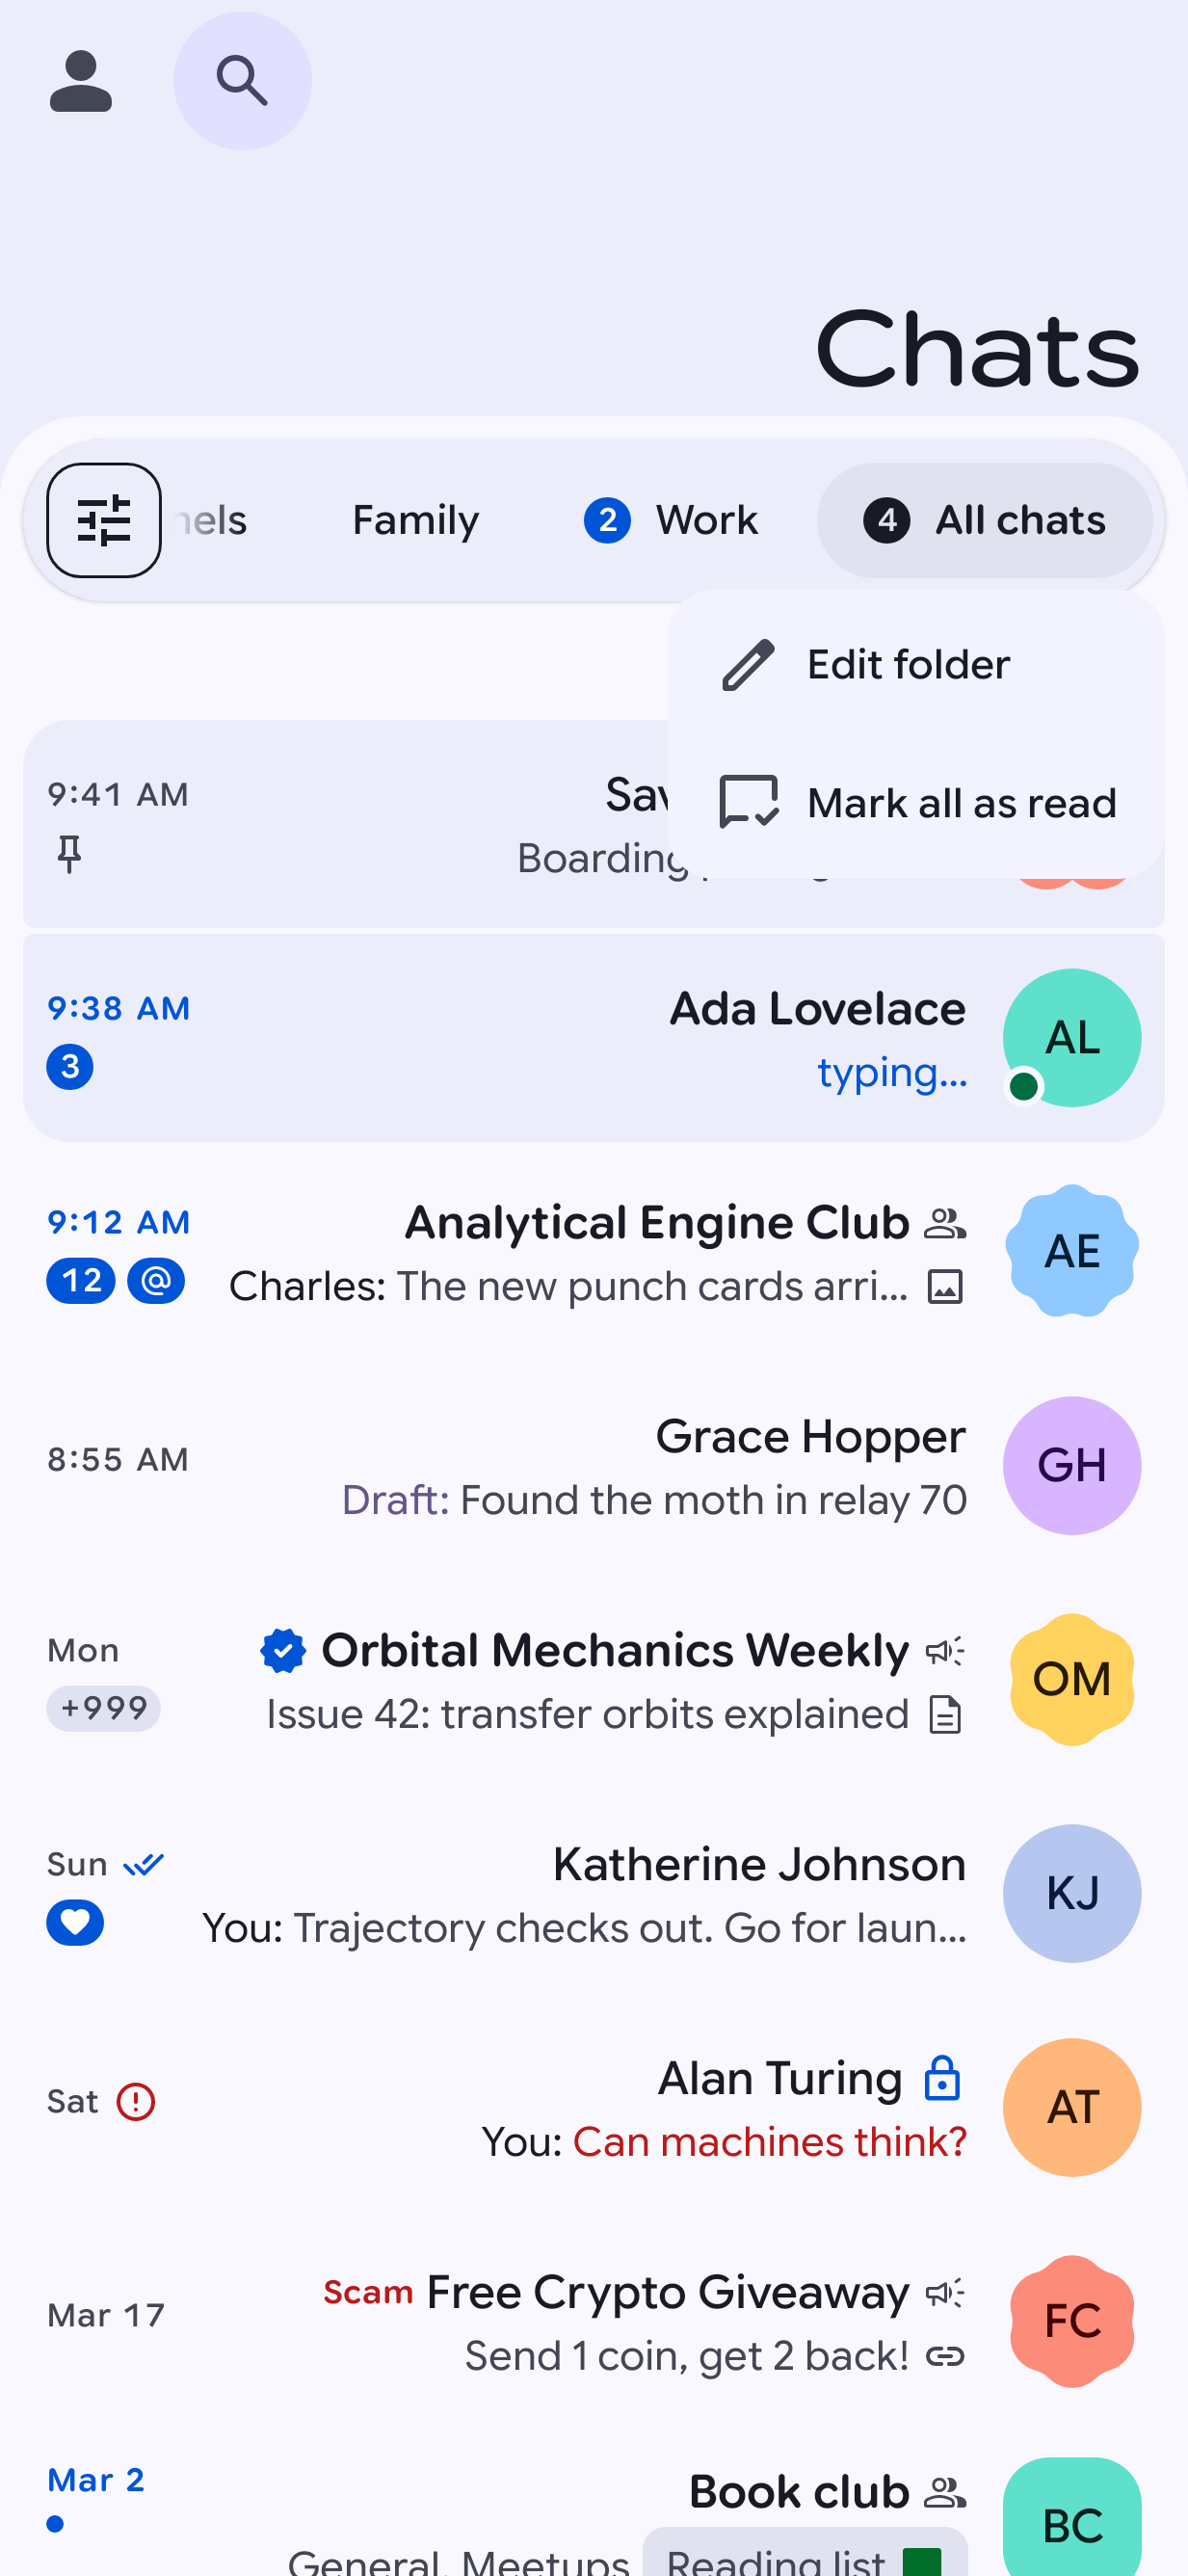 Chats
All chats
4
Work
2
Family
nels
Edit folder
Mark all as read
9:41 AM
Sav
Boarding
AL
Ada Lovelace
9:38 AM
typing…
3
AE
Analytical Engine Club
9:12 AM
Charles: The new punch cards arri…
12 @
GH
Grace Hopper
8:55 AM
Draft: Found the moth in relay 70
OM
Orbital Mechanics Weekly
Mon
Issue 42: transfer orbits explained
+999
KJ
Katherine Johnson
Sun
You: Trajectory checks out. Go for laun…
AT
Alan Turing
Sat
You: Can machines think?
FC
Scam Free Crypto Giveaway
Mar 17
Send 1 coin, get 2 back!
BC
Book club
Mar 2
General, Meetups Reading list